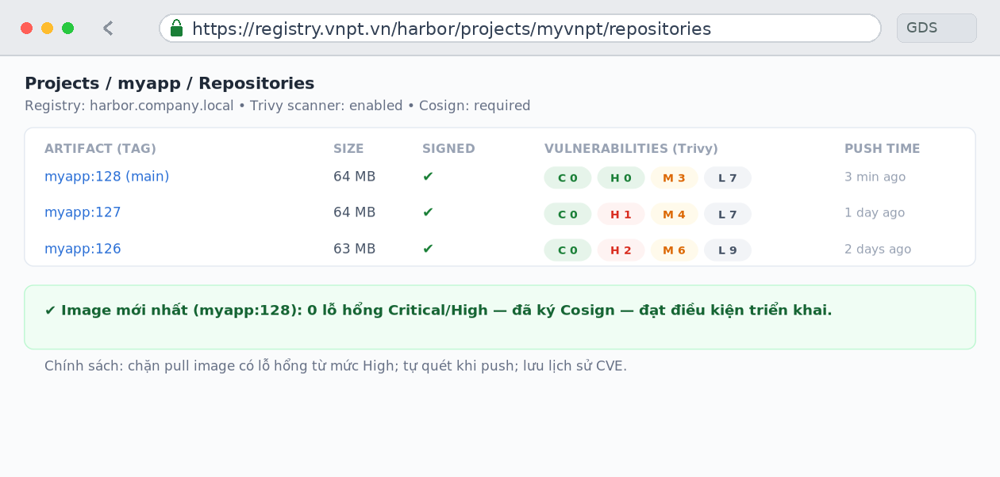 https://registry.vnpt.vn/harbor/projects/myvnpt/repositories
GDS
Projects / myapp / Repositories
Registry: harbor.company.local • Trivy scanner: enabled • Cosign: required
ARTIFACT (TAG) SIZE SIGNED VULNERABILITIES (Trivy) PUSH TIME
myapp:128 (main) 64 MB ✔ C 0 H 0 M 3 L 7 3 min ago
myapp:127 64 MB ✔ C 0 H 1 M 4 L 7 1 day ago
myapp:126 63 MB ✔ C 0 H 2 M 6 L 9 2 days ago
✔ Image mới nhất (myapp:128): 0 lỗ hổng Critical/High — đã ký Cosign — đạt điều kiện triển khai.
Chính sách: chặn pull image có lỗ hổng từ mức High; tự quét khi push; lưu lịch sử CVE.